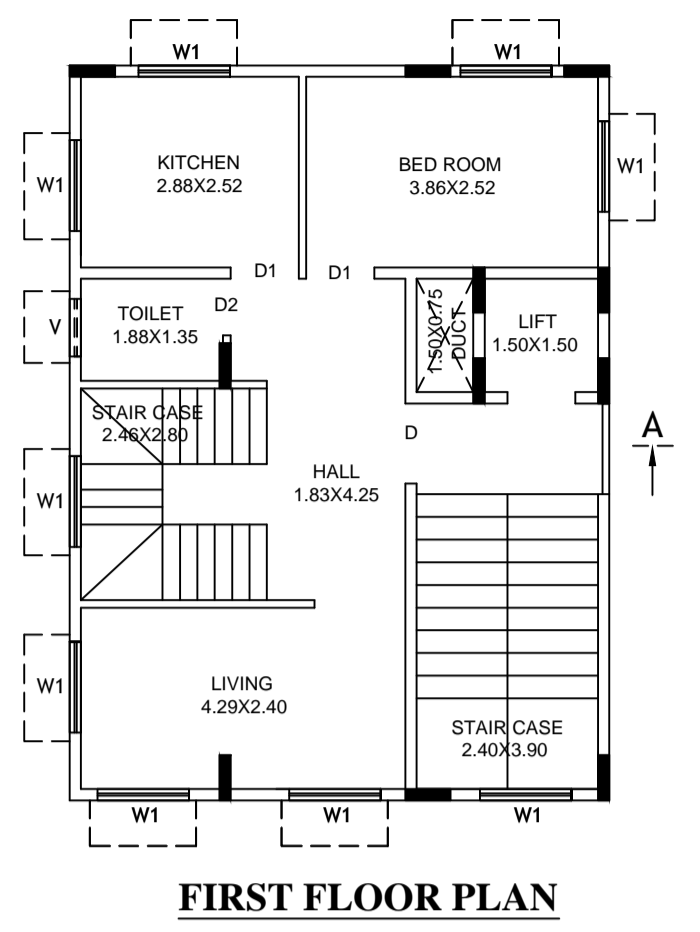 W1
W1
KITCHEN
2.88X2.52
BED ROOM
3.86X2.52
W1
W1
D1
D1
TOILET
1.88X1.35
D2
V
1.50X0.75
DUCT
LIFT
1.50X1.50
STAIR CASE
2.46X2.80
D
A
HALL
1.83X4.25
W1
LIVING
4.29X2.40
W1
STAIR CASE
2.40X3.90
W1
W1
W1
FIRST FLOOR PLAN